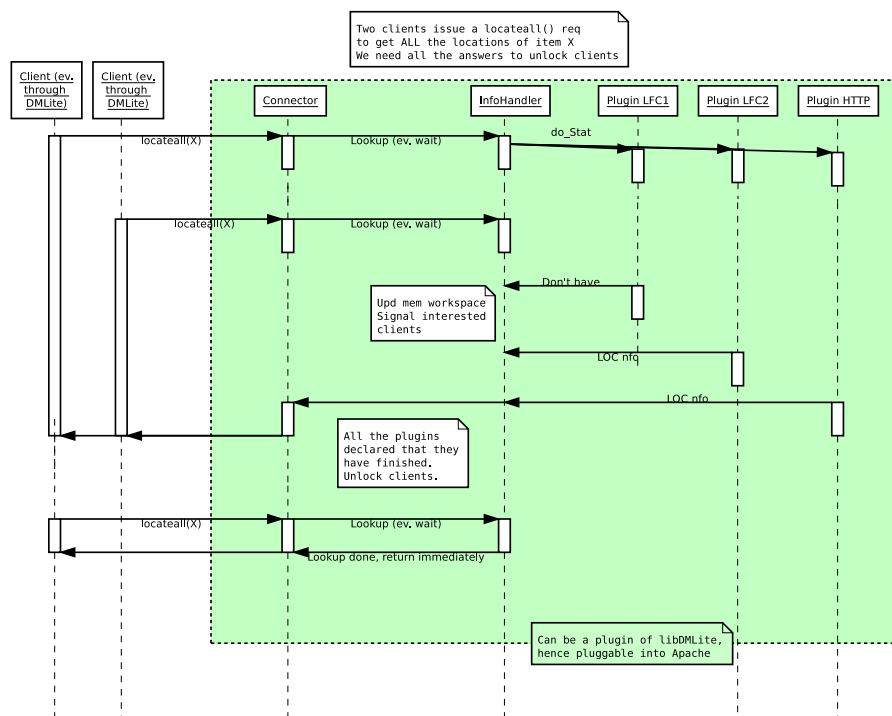 Two clients issue a locateall() req
to get ALL the locations of item X
We need all the answers to unlock clients
Client (ev.
through
DMLite)
Client (ev.
through
DMLite)
Connector
InfoHandler
Plugin LFC1
Plugin LFC2
Plugin HTTP
locateall(X)
Lookup (ev. wait)
do_Stat
locateall(X)
Lookup (ev. wait)
Don't have
Upd mem workspace
Signal interested
clients
LOC nfo
LOC nfo
All the plugins
declared that they
have finished.
Unlock clients.
locateall(X)
Lookup (ev. wait)
Lookup done, return immediately
Can be a plugin of libDMLite,
hence pluggable into Apache